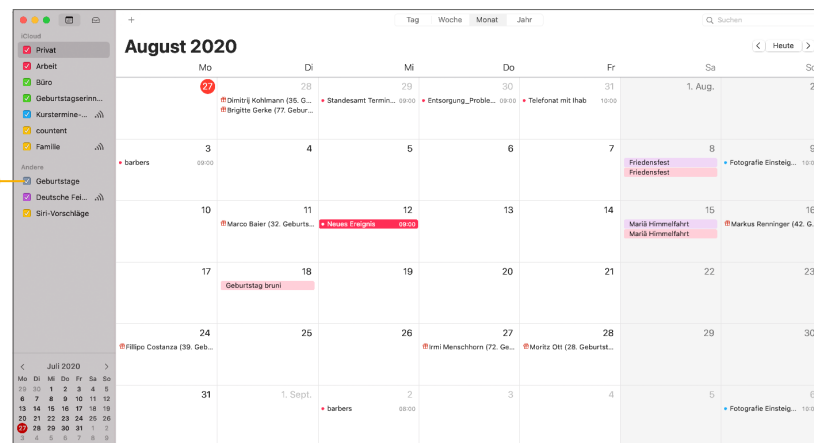 +
Tag Woche Monat Jahr
Suchen
iCloud
Privat
Arbeit
Büro
Geburtstagserinn...
Kurstermine-...
countent
Familie
Andere
Geburtstage
Deutsche Fei...
Siri-Vorschläge
August 2020
< Heute >
Mo Di Mi Do Fr Sa So
27 28 29 30 31 1. Aug. 2
Dimitrij Kohlmann (35. G...
Brigitte Gerke (77. Gebur...
Standesamt Termin... 09:00
Entsorgung_Proble... 09:00
Telefonat mit Ihab 10:00
3 4 5 6 7 8 9
barbers 09:00
Friedensfest
Friedensfest
Fotografie Einsteig... 10:0
10 11 12 13 14 15 16
Marco Baier (32. Geburts...
Neues Ereignis 09:00
Mariä Himmelfahrt
Mariä Himmelfahrt
Markus Renninger (42. G.
17 18 19 20 21 22 23
Geburtstag bruni
24 25 26 27 28 29 30
Fillipo Costanza (39. Geb...
Irmi Menschhorn (72. Ge...
Moritz Ott (28. Geburtst...
31 1. Sept. 2 3 4 5 6
barbers 09:00
Fotografie Einsteig... 10:0
< Juli 2020 >
Mo Di Mi Do Fr Sa So
29 30 1 2 3 4 5
6 7 8 9 10 11 12
13 14 15 16 17 18 19
20 21 22 23 24 25 26
27 28 29 30 31 1 2
3 4 5 6 7 8 9